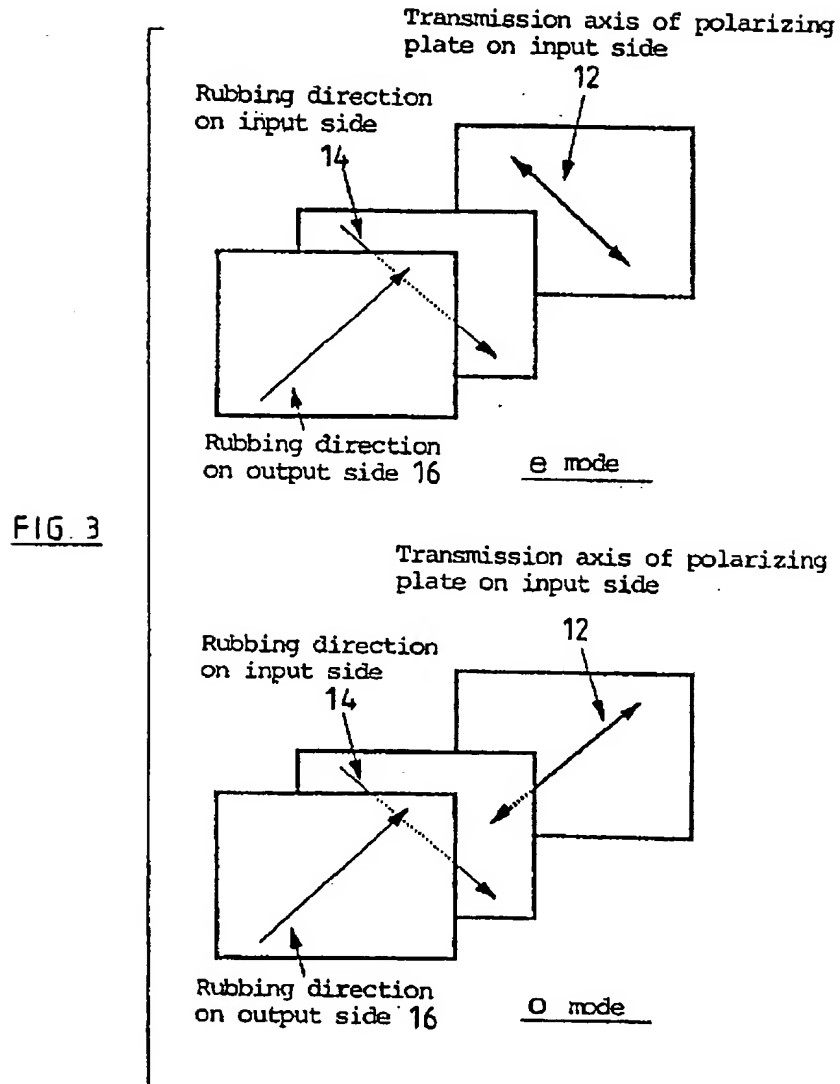 Transmission axis of polarizing
plate on input side
12
Rubbing direction
on input side
14
Rubbing direction
on output side 16
e mode
FIG. 3
Transmission axis of polarizing
plate on input side
12
Rubbing direction
on input side
14
Rubbing direction
on output side 16
o mode